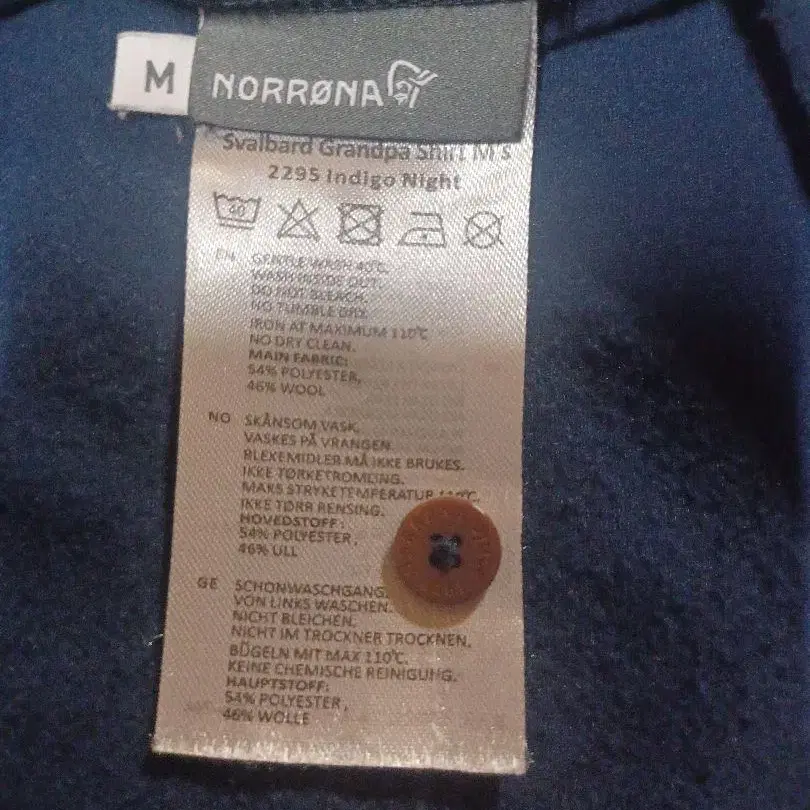 M
NORRØNA
Svalbard Grandpa Shirt M's
2295 Indigo Night
40
EN GENTLE WASH 40°C.
WASH INSIDE OUT.
DO NOT BLEACH.
NO TUMBLE DRY.
IRON AT MAXIMUM 110°C
NO DRY CLEAN.
MAIN FABRIC:
54% POLYESTER,
46% WOOL
NO SKÅNSOM VASK.
VASKES PÅ VRANGEN.
BLEKEMIDLER MÅ IKKE BRUKES.
IKKE TØRKETROMLING.
MAKS STRYKETEMPERATUR 110°C.
IKKE TØRR RENSING.
HOVEDSTOFF:
54% POLYESTER,
46% ULL
GE SCHONWASCHGANG.
VON LINKS WASCHEN.
NICHT BLEICHEN.
NICHT IM TROCKNER TROCKNEN.
BÜGELN MIT MAX 110°C.
KEINE CHEMISCHE REINIGUNG.
HAUPTSTOFF:
54% POLYESTER,
46% WOLLE